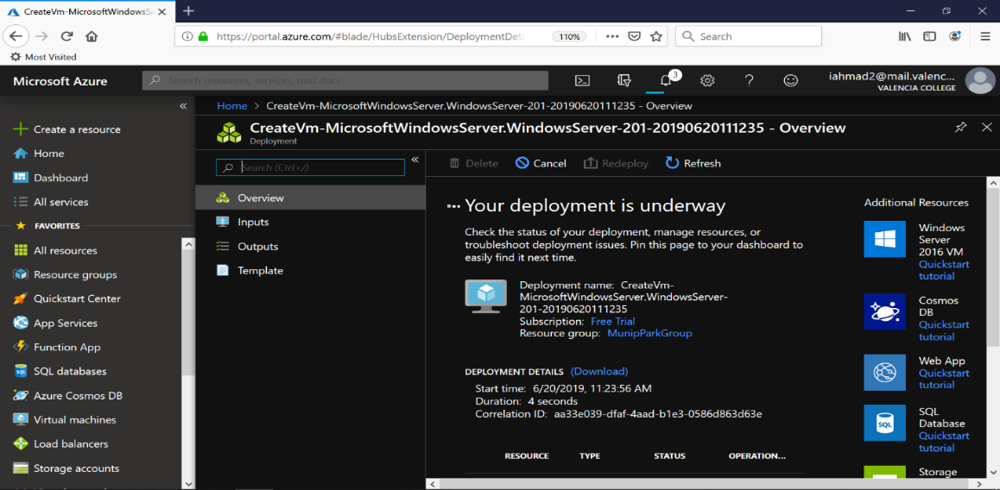 CreateVm-MicrosoftWindowsSe
https://portal.azure.com/#blade/HubsExtension/DeploymentDeta
110%
Search
Most Visited
Microsoft Azure
Search resources, services, and docs
3
iahmad2@mail.valenc...
VALENCIA COLLEGE
Home > CreateVm-MicrosoftWindowsServer.WindowsServer-201-20190620111235 - Overview
CreateVm-MicrosoftWindowsServer.WindowsServer-201-20190620111235 - Overview
Deployment
Create a resource
Home
Dashboard
All services
FAVORITES
All resources
Resource groups
Quickstart Center
App Services
Function App
SQL databases
Azure Cosmos DB
Virtual machines
Load balancers
Storage accounts
Search (Ctrl+/)
Overview
Inputs
Outputs
Template
Delete
Cancel
Redeploy
Refresh
Your deployment is underway
Check the status of your deployment, manage resources, or
troubleshoot deployment issues. Pin this page to your dashboard to
easily find it next time.
Deployment name: CreateVm-
MicrosoftWindowsServer.WindowsServer-
201-20190620111235
Subscription: Free Trial
Resource group: MunipParkGroup
DEPLOYMENT DETAILS (Download)
Start time: 6/20/2019, 11:23:56 AM
Duration: 4 seconds
Correlation ID: aa33e039-dfaf-4aad-b1e3-0586d863d63e
RESOURCE TYPE STATUS OPERATION...
Additional Resources
Windows
Server
2016 VM
Quickstart
tutorial
Cosmos
DB
Quickstart
tutorial
Web App
Quickstart
tutorial
SQL
SQL
Database
Quickstart
tutorial
Storage